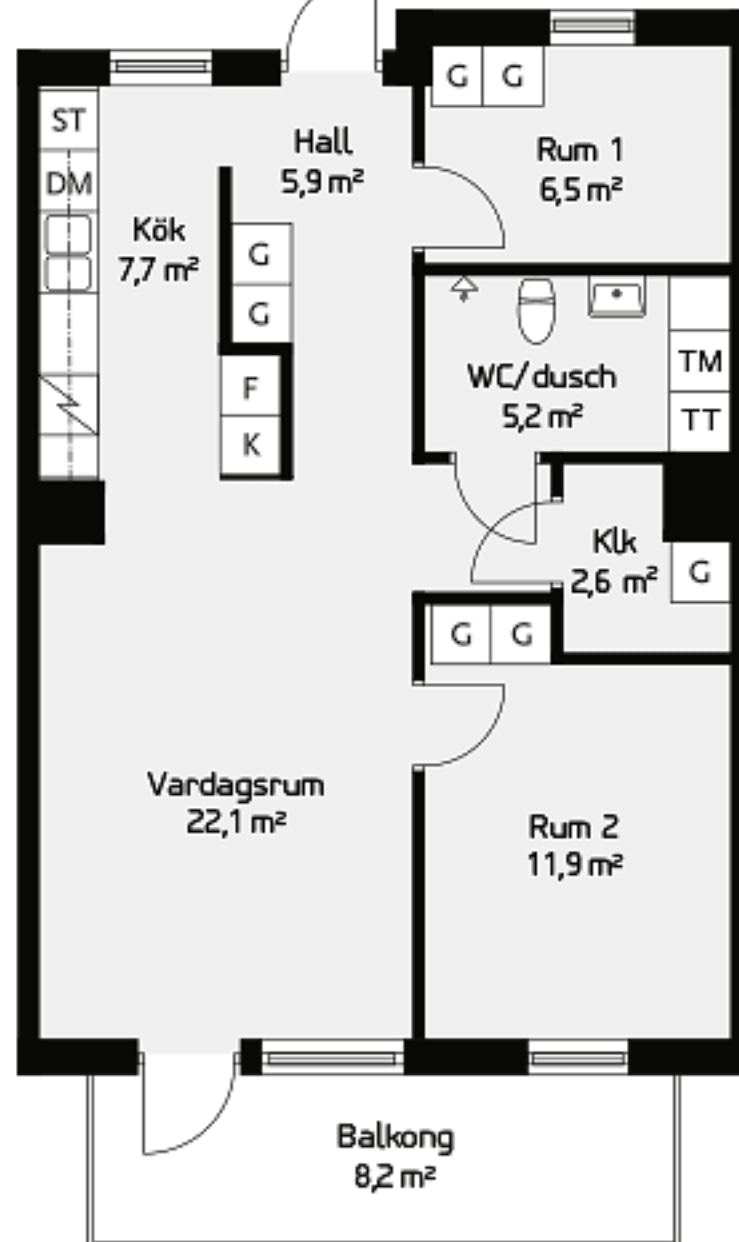 G G
ST
Hall
5,9 m²
Rum 1
6,5 m²
DM
Kök
7,7 m²
G
G
F
K
WC/dusch
5,2 m²
TM
TT
Klk
2,6 m²
G
G G
Vardagsrum
22,1 m²
Rum 2
11,9 m²
Balkong
8,2 m²